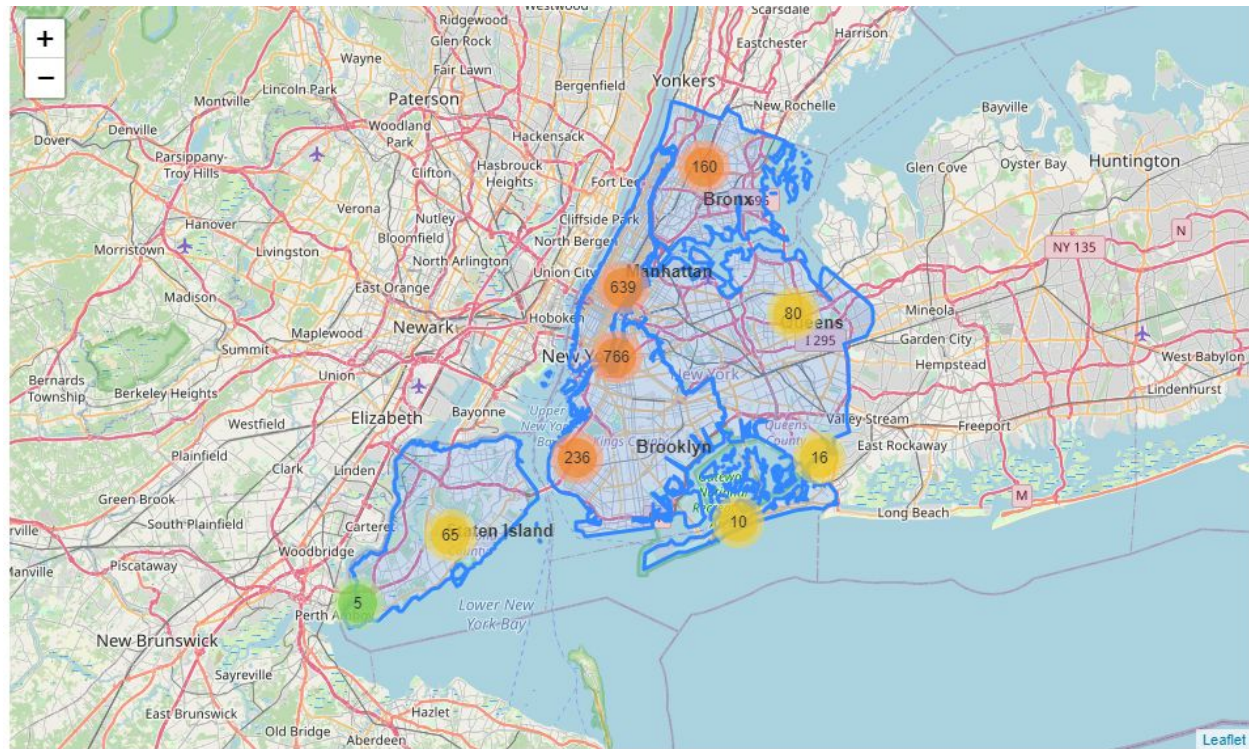 Westwood
Scarsdale
Ridgewood
Harrison
+
Glen Rock
Eastchester
Wayne
Fair Lawn
−
Yonkers
Lincoln Park
Bergenfield
Paterson
New Rochelle
Montville
Bayville
Hackensack
Woodland
Park
Dover
Denville
Huntington
Parsippany-
Troy Hills
Hasbrouck
Heights
Glen Cove
Oyster Bay
160
Clifton
Fort Lee
Bronx
Verona
Nutley
Cliffside Park
Hanover
Bloomfield
North Bergen
N
Morristown
Livingston
NY 135
North Arlington
Union City
Manhattan
East Orange
639
Madison
80
Mineola
Maplewood
Hoboken
Queens
Newark
Garden City
I 295
Summit
New York
766
West Babylon
Hempstead
Bernards
Township
Union
New York
Lindenhurst
Berkeley Heights
Elizabeth
Bayonne
Valley Stream
Freeport
Westfield
Upper
New York
Bay
Queens
County
Kings County
Brooklyn
East Rockaway
Plainfield
236
16
Clark
Linden
Green Brook
M
Long Beach
10
South Plainfield
Carteret
65
Staten Island
County
Woodbridge
Piscataway
Manville
5
Perth Amboy
Lower New
York Bay
New Brunswick
Sayreville
East Brunswick
Hazlet
Old Bridge
Aberdeen
Leaflet